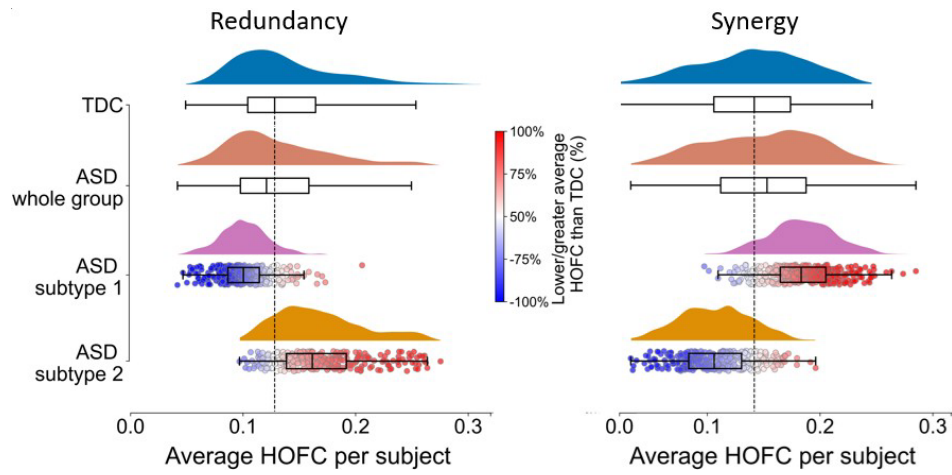 Redundancy
Synergy
TDC
ASD
whole group
ASD
subtype 1
ASD
subtype 2
100%
75%
50%
-75%
-100%
Lower/greater average
HOFC than TDC (%)
0.0 0.1 0.2 0.3
Average HOFC per subject
0.0 0.1 0.2 0.3
Average HOFC per subject